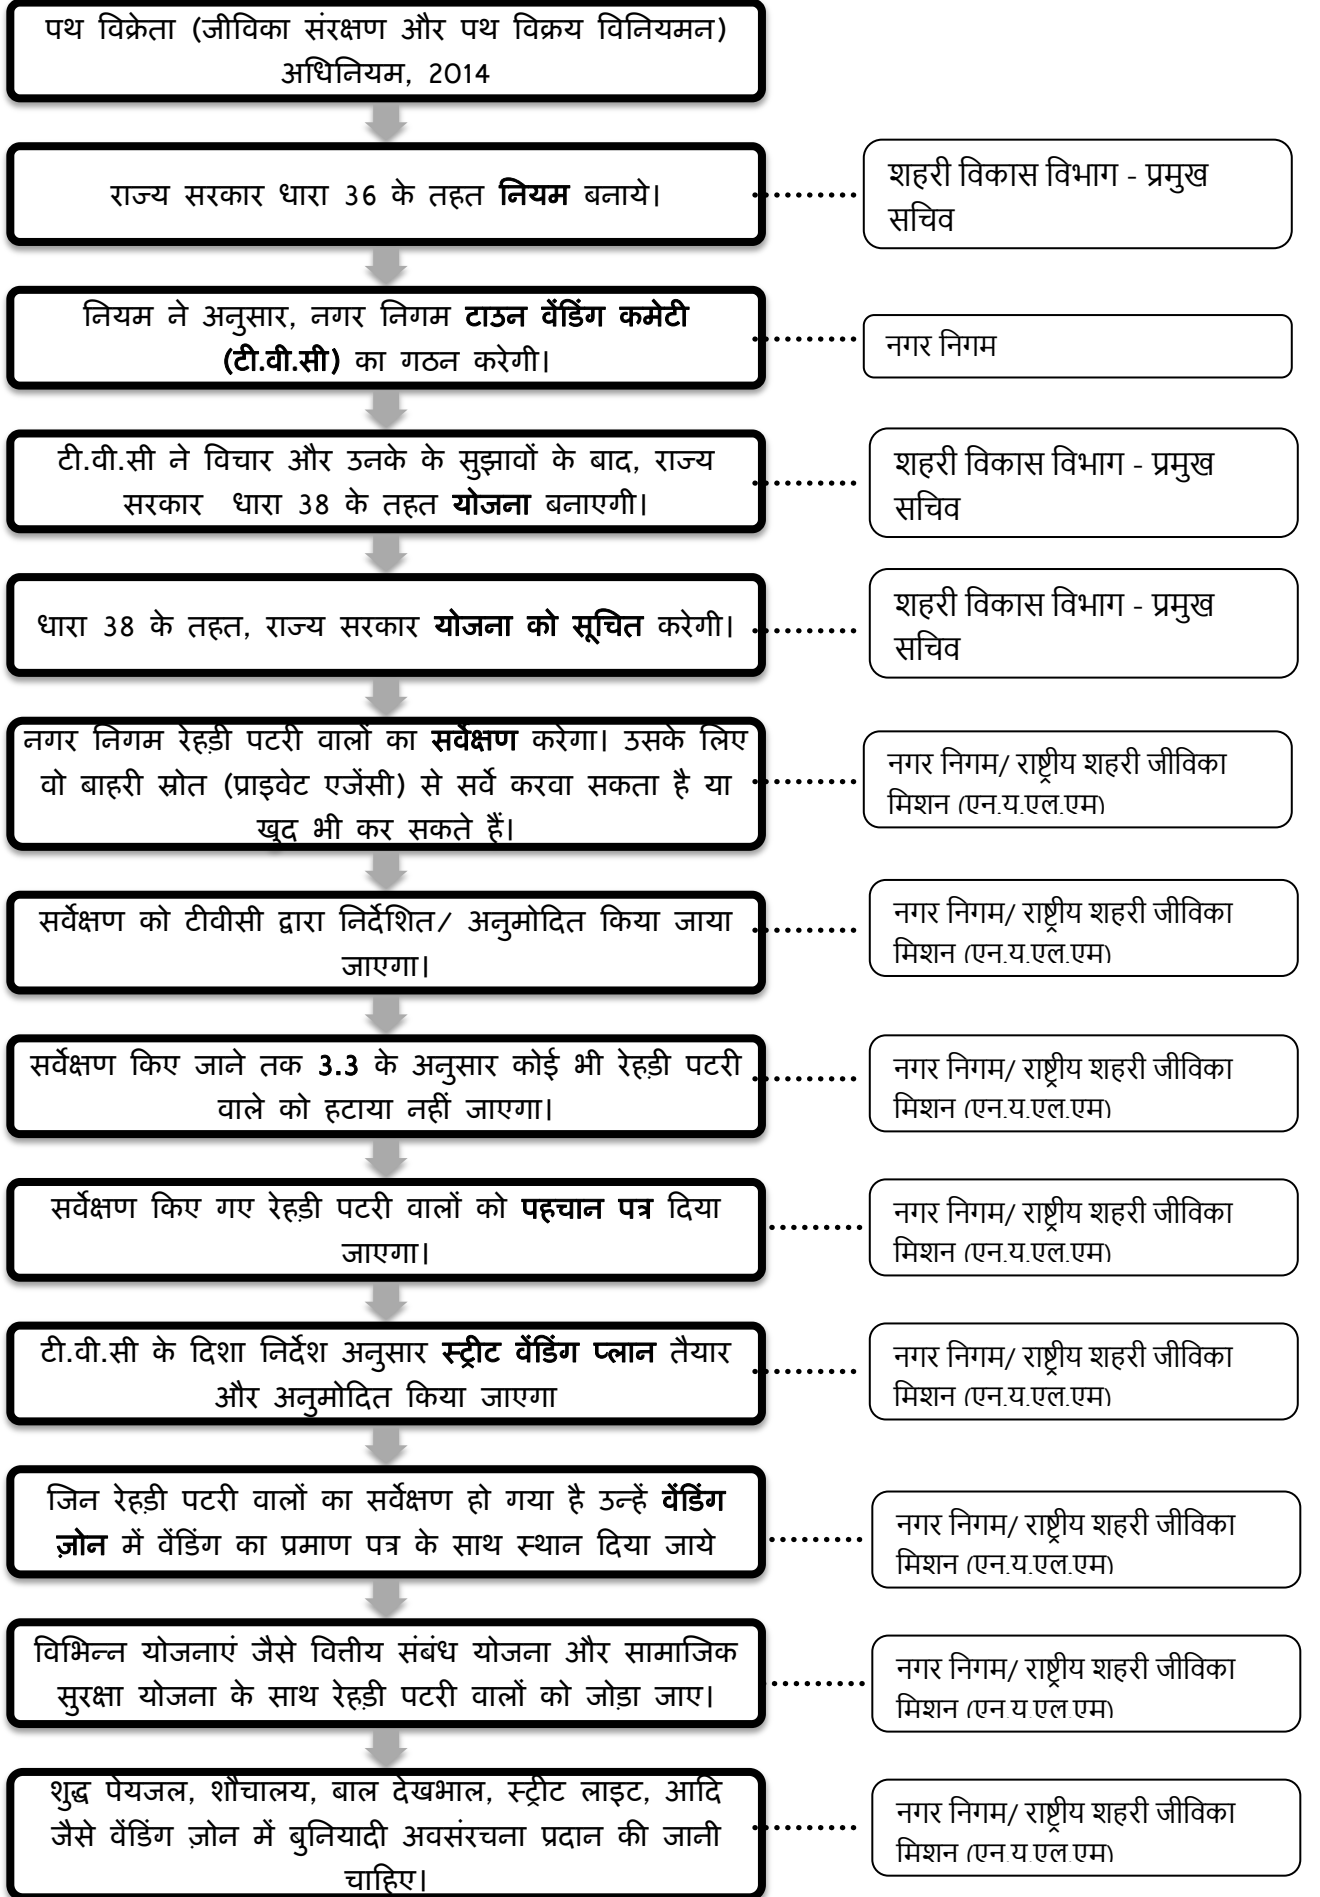 पथ विक्रेता (जीविका संरक्षण और पथ विक्रय विनियमन)
अधिनियम, 2014
राज्य सरकार धारा 36 के तहत नियम बनाये।
शहरी विकास विभाग - प्रमुख
सचिव
नियम ने अनुसार, नगर निगम टाउन वेंडिंग कमेटी
(टी.वी.सी) का गठन करेगी।
नगर निगम
टी.वी.सी ने विचार और उनके के सुझावों के बाद, राज्य
सरकार धारा 38 के तहत योजना बनाएगी।
शहरी विकास विभाग - प्रमुख
सचिव
धारा 38 के तहत, राज्य सरकार योजना को सूचित करेगी।
शहरी विकास विभाग - प्रमुख
सचिव
नगर निगम रेहड़ी पटरी वालों का सर्वेक्षण करेगा। उसके लिए
वो बाहरी स्रोत (प्राइवेट एजेंसी) से सर्वे करवा सकता है या
खुद भी कर सकते हैं।
नगर निगम/ राष्ट्रीय शहरी जीविका
मिशन (एन.यू.एल.एम)
सर्वेक्षण को टीवीसी द्वारा निर्देशित/ अनुमोदित किया जाया
जाएगा।
नगर निगम/ राष्ट्रीय शहरी जीविका
मिशन (एन.यू.एल.एम)
सर्वेक्षण किए जाने तक 3.3 के अनुसार कोई भी रेहड़ी पटरी
वाले को हटाया नहीं जाएगा।
नगर निगम/ राष्ट्रीय शहरी जीविका
मिशन (एन.यू.एल.एम)
सर्वेक्षण किए गए रेहड़ी पटरी वालों को पहचान पत्र दिया
जाएगा।
नगर निगम/ राष्ट्रीय शहरी जीविका
मिशन (एन.यू.एल.एम)
टी.वी.सी के दिशा निर्देश अनुसार स्ट्रीट वेंडिंग प्लान तैयार
और अनुमोदित किया जाएगा
नगर निगम/ राष्ट्रीय शहरी जीविका
मिशन (एन.यू.एल.एम)
जिन रेहड़ी पटरी वालों का सर्वेक्षण हो गया है उन्हें वेंडिंग
ज़ोन में वेंडिंग का प्रमाण पत्र के साथ स्थान दिया जाये
नगर निगम/ राष्ट्रीय शहरी जीविका
मिशन (एन.यू.एल.एम)
विभिन्न योजनाएं जैसे वित्तीय संबंध योजना और सामाजिक
सुरक्षा योजना के साथ रेहड़ी पटरी वालों को जोड़ा जाए।
नगर निगम/ राष्ट्रीय शहरी जीविका
मिशन (एन.यू.एल.एम)
शुद्ध पेयजल, शौचालय, बाल देखभाल, स्ट्रीट लाइट, आदि
जैसे वेंडिंग ज़ोन में बुनियादी अवसंरचना प्रदान की जानी
चाहिए।
नगर निगम/ राष्ट्रीय शहरी जीविका
मिशन (एन.यू.एल.एम)